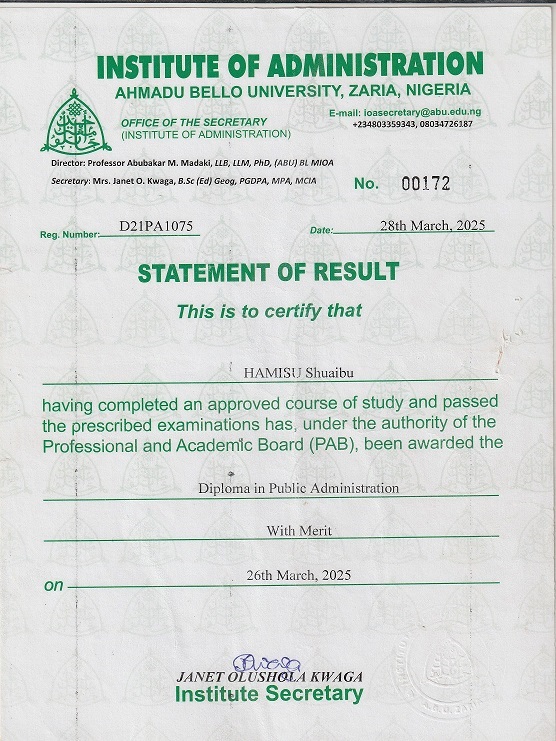 INSTITUTE OF ADMINISTRATION
AHMADU BELLO UNIVERSITY, ZARIA, NIGERIA
E-mail: ioasecretary@abu.edu.ng
+234803359343, 08034726187
OFFICE OF THE SECRETARY
(INSTITUTE OF ADMINISTRATION)
Director: Professor Abubakar M. Madaki, LLB, LLM, PhD, (ABU) BL MIOA
Secretary: Mrs. Janet O. Kwaga, B.Sc (Ed) Geog, PGDPA, MPA, MCIA
No. 00172
Reg. Number: D21PA1075
Date: 28th March, 2025
STATEMENT OF RESULT
This is to certify that
HAMISU Shuaibu
having completed an approved course of study and passed
the prescribed examinations has, under the authority of the
Professional and Academic Board (PAB), been awarded the
Diploma in Public Administration
With Merit
on 26th March, 2025
JANET OLUSHOLA KWAGA
Institute Secretary